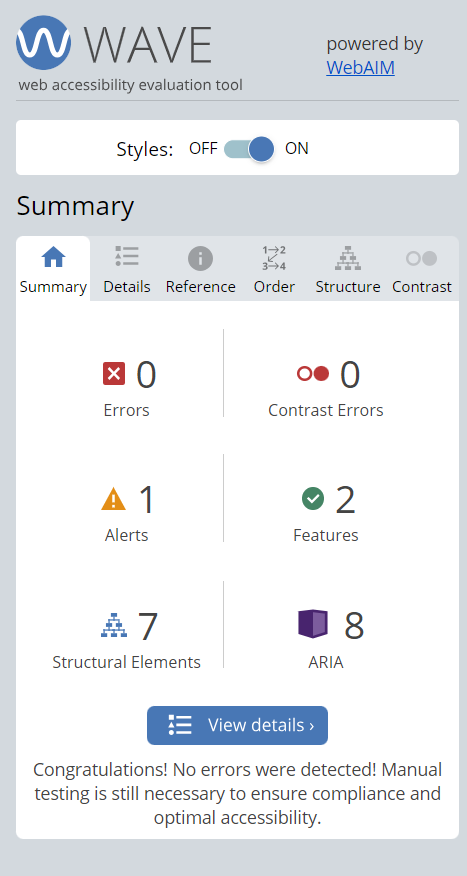 WAVE
powered by
WebAIM
web accessibility evaluation tool
Styles: OFF ON
Summary
1 2
3 4
Summary Details Reference Order Structure Contrast
0 0
Errors Contrast Errors
1 2
Alerts Features
7 8
Structural Elements ARIA
View details ›
Congratulations! No errors were detected! Manual
testing is still necessary to ensure compliance and
optimal accessibility.